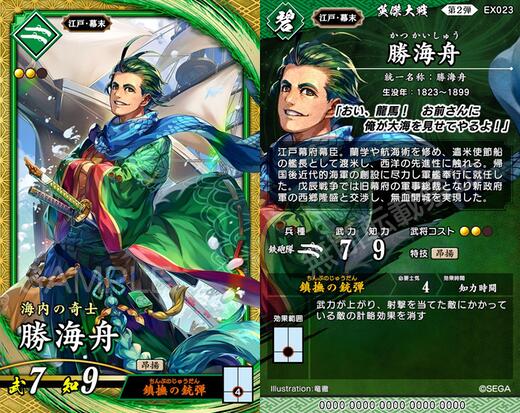 江戸・幕末
SAMPLE
海内の奇士
勝海舟
昂揚
武7 知9
ちんぶのじゅうだん
鎮撫の銃弾
4
碧
江戸・幕末
英傑大戦
第2弾
EX023
かつかいしゅう
勝海舟
統一名称：勝海舟
生没年：1823～1899
「おい、龍馬！ お前さんに
俺が大海を見せてやるよ！」
江戸幕府幕臣。蘭学や航海術を修め、遣米使節船
の艦長として渡米し、西洋の先進性に触れる。帰
国後近代的海軍の創設に尽力し軍艦奉行に就任し
た。戊辰戦争では旧幕府の軍事総裁となり新政府
軍の西郷隆盛と交渉し、無血開城を実現した。
兵種 武力 知力 武将コスト
鉄砲隊 7 9 特技 昂揚
ちんぶのじゅうだん 必要士気 効果時間
鎮撫の銃弾 4 知力時間
効果範囲
武力が上がり、射撃を当てた敵にかかって
いる敵の計略効果を消す
Illustration:竜徹
©SEGA
0000 0000 0000 0000 0000